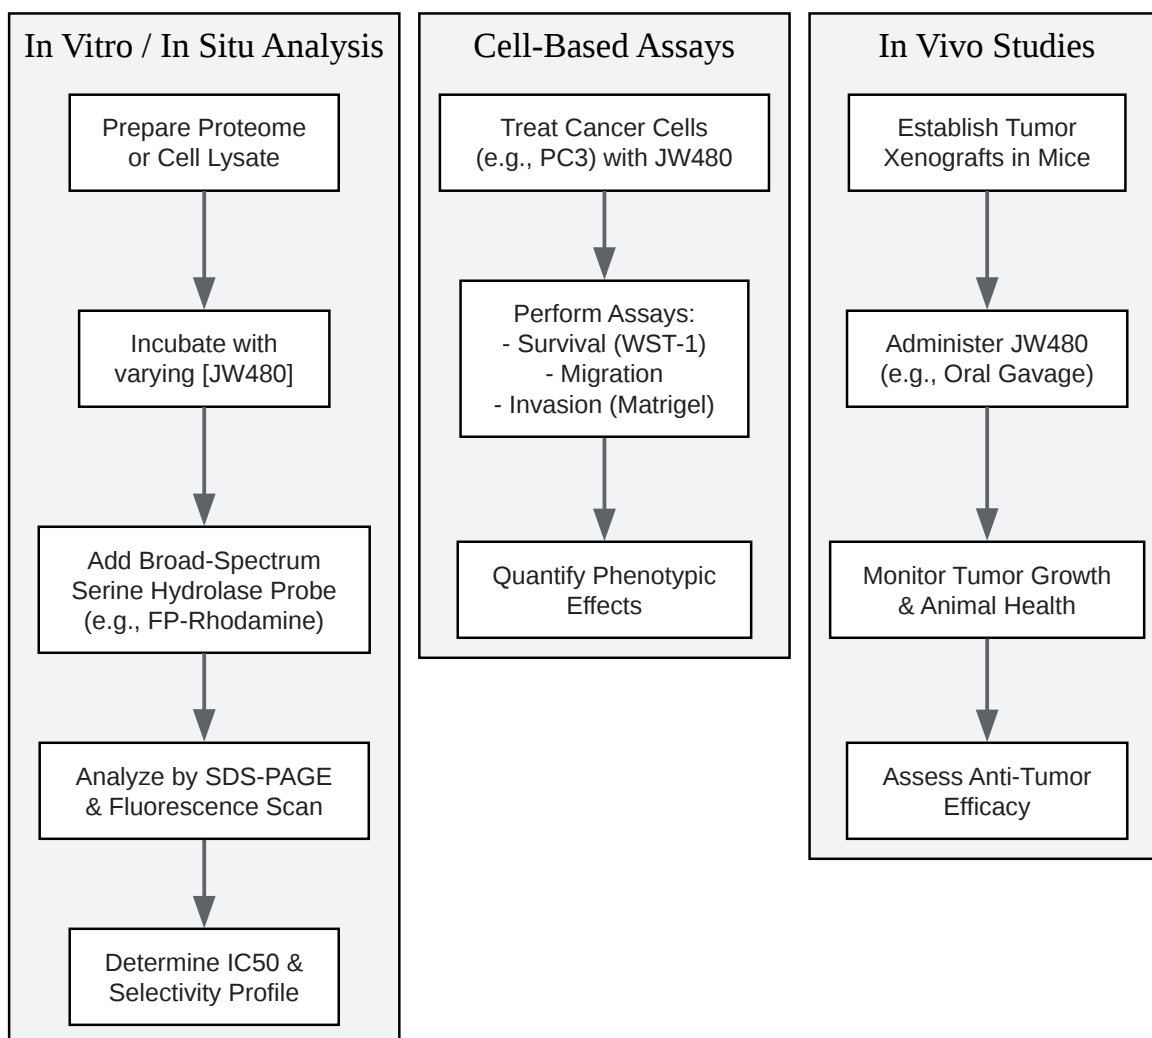 In Vitro / In Situ Analysis
Prepare Proteome
or Cell Lysate
Incubate with
varying [JW480]
Add Broad-Spectrum
Serine Hydrolase Probe
(e.g., FP-Rhodamine)
Analyze by SDS-PAGE
& Fluorescence Scan
Determine IC50 &
Selectivity Profile
Cell-Based Assays
Treat Cancer Cells
(e.g., PC3) with JW480
Perform Assays:
- Survival (WST-1)
- Migration
- Invasion (Matrigel)
Quantify Phenotypic
Effects
In Vivo Studies
Establish Tumor
Xenografts in Mice
Administer JW480
(e.g., Oral Gavage)
Monitor Tumor Growth
& Animal Health
Assess Anti-Tumor
Efficacy